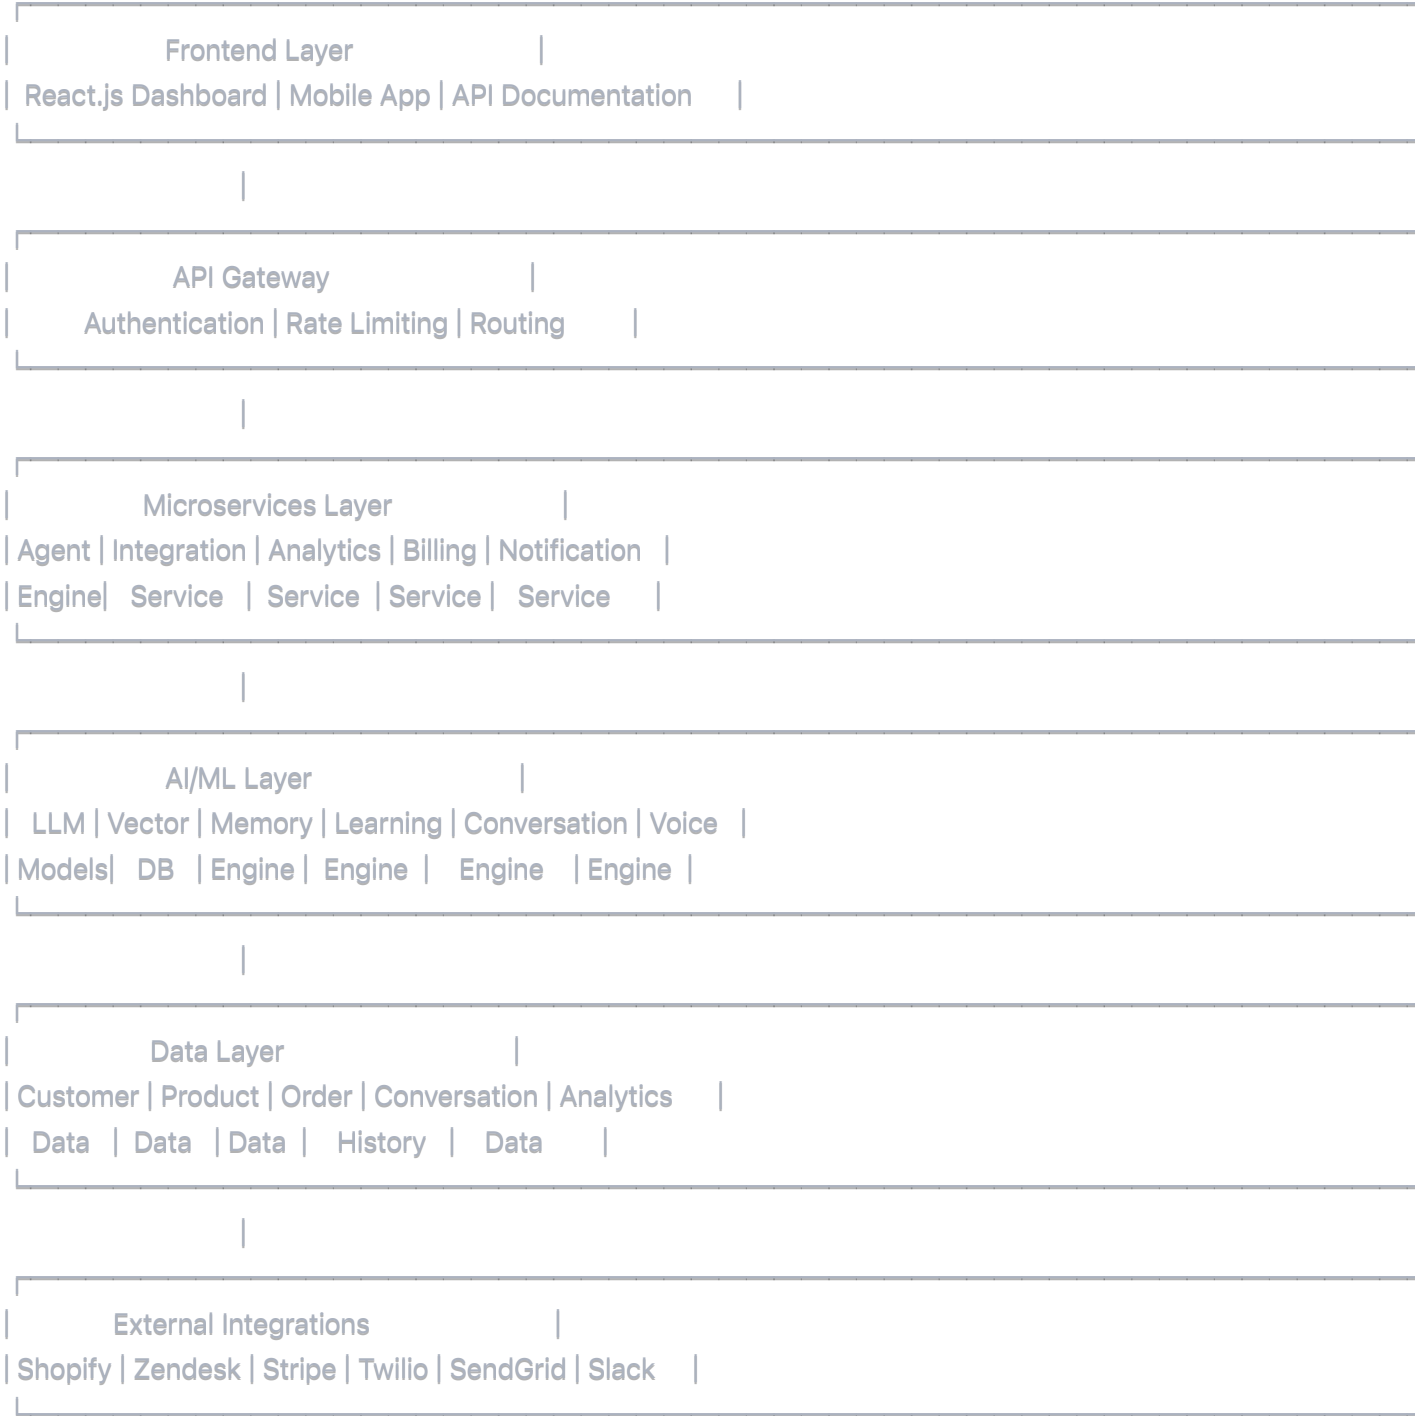 | Frontend Layer |
| React.js Dashboard | Mobile App | API Documentation |
|
| API Gateway |
| Authentication | Rate Limiting | Routing |
|
| Microservices Layer |
| Agent | Integration | Analytics | Billing | Notification |
| Engine| Service | Service | Service | Service |
|
| AI/ML Layer |
| LLM | Vector | Memory | Learning | Conversation | Voice |
| Models| DB | Engine | Engine | Engine | Engine |
|
| Data Layer |
| Customer | Product | Order | Conversation | Analytics |
| Data | Data | Data | History | Data |
|
| External Integrations |
| Shopify | Zendesk | Stripe | Twilio | SendGrid | Slack |